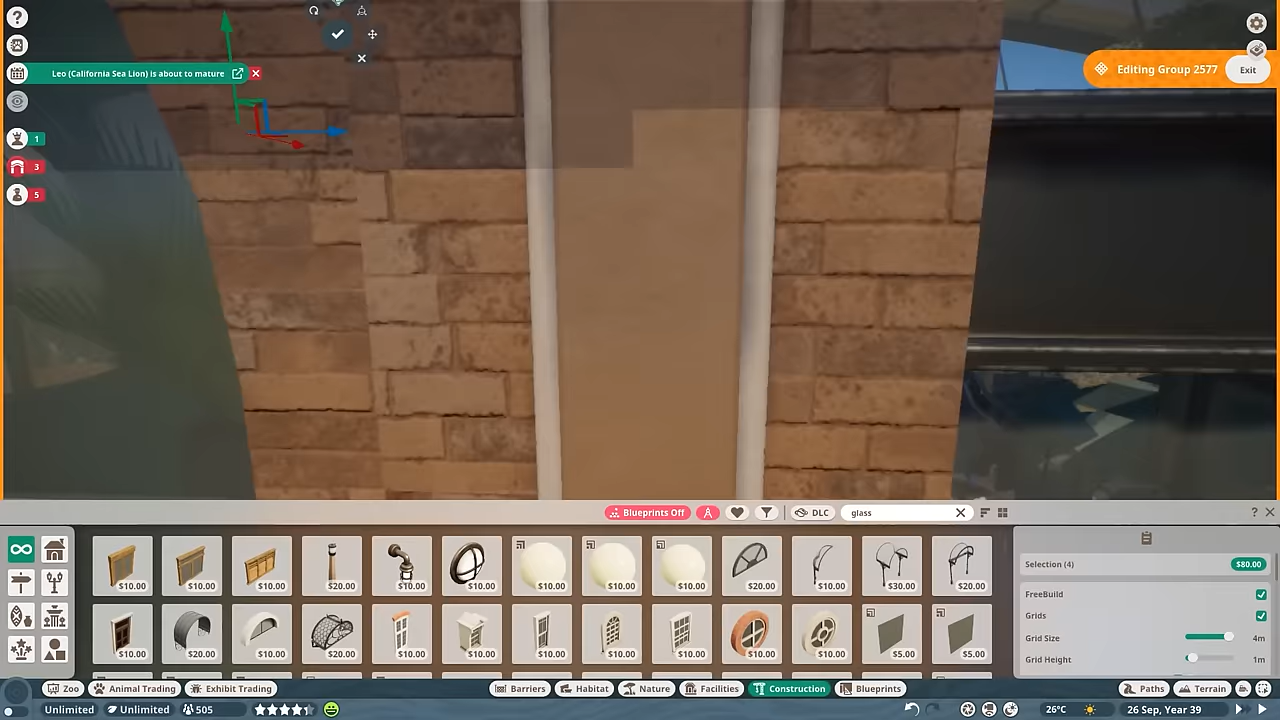 Editing Group 2577
Exit
Leo (California Sea Lion) is about to mature
1
3
5
Blueprints Off
DLC
glass
$10.00 $10.00 $10.00 $20.00 $10.00 $10.00 $10.00 $10.00 $10.00 $20.00 $10.00 $30.00 $20.00
$10.00 $20.00 $10.00 $20.00 $10.00 $10.00 $10.00 $10.00 $10.00 $10.00 $10.00 $5.00 $5.00
Selection (4) $80.00
FreeBuild
Grids
Grid Size 4m
Grid Height 1m
Zoo Animal Trading Exhibit Trading Barriers Habitat Nature Facilities Construction Blueprints Paths Terrain
Unlimited Unlimited 505 26°C 26 Sep, Year 39